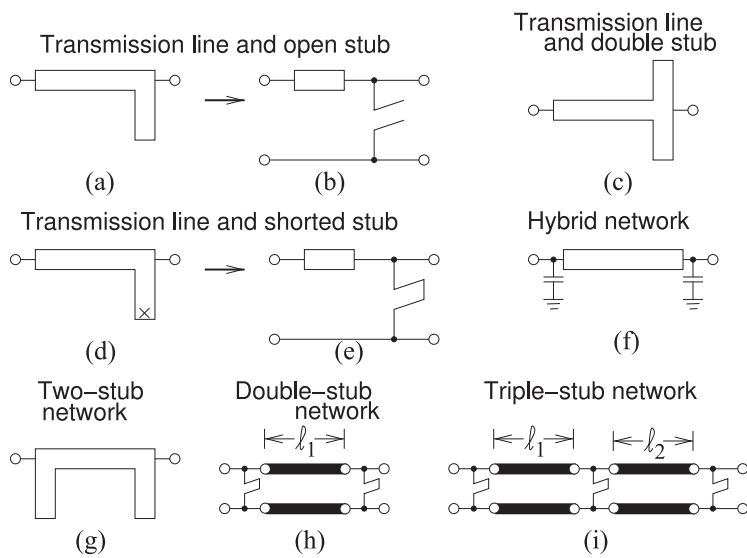 Transmission line and open stub
Transmission line
and double stub
(a)
(b)
(c)
Transmission line and shorted stub
Hybrid network
(d)
(e)
(f)
Two−stub
network
Double−stub
network
Triple−stub network
ℓ1
ℓ1
ℓ2
(g)
(h)
(i)